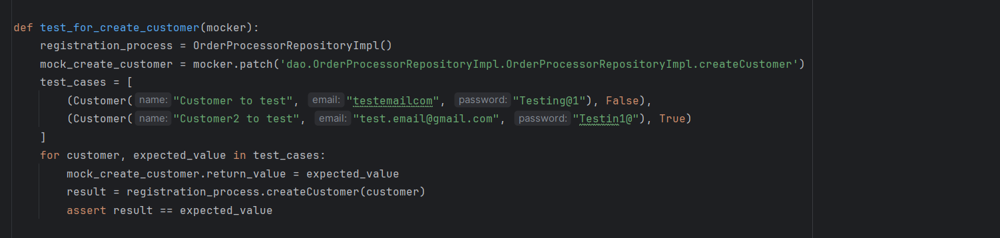 def test_for_create_customer(mocker):
    registration_process = OrderProcessorRepositoryImpl()
    mock_create_customer = mocker.patch('dao.OrderProcessorRepositoryImpl.OrderProcessorRepositoryImpl.createCustomer')
    test_cases = [
        (Customer( name: "Customer to test", email: "testemailcom", password: "Testing@1"), False),
        (Customer( name: "Customer2 to test", email: "test.email@gmail.com", password: "Testin1@"), True)
    ]
    for customer, expected_value in test_cases:
        mock_create_customer.return_value = expected_value
        result = registration_process.createCustomer(customer)
        assert result == expected_value